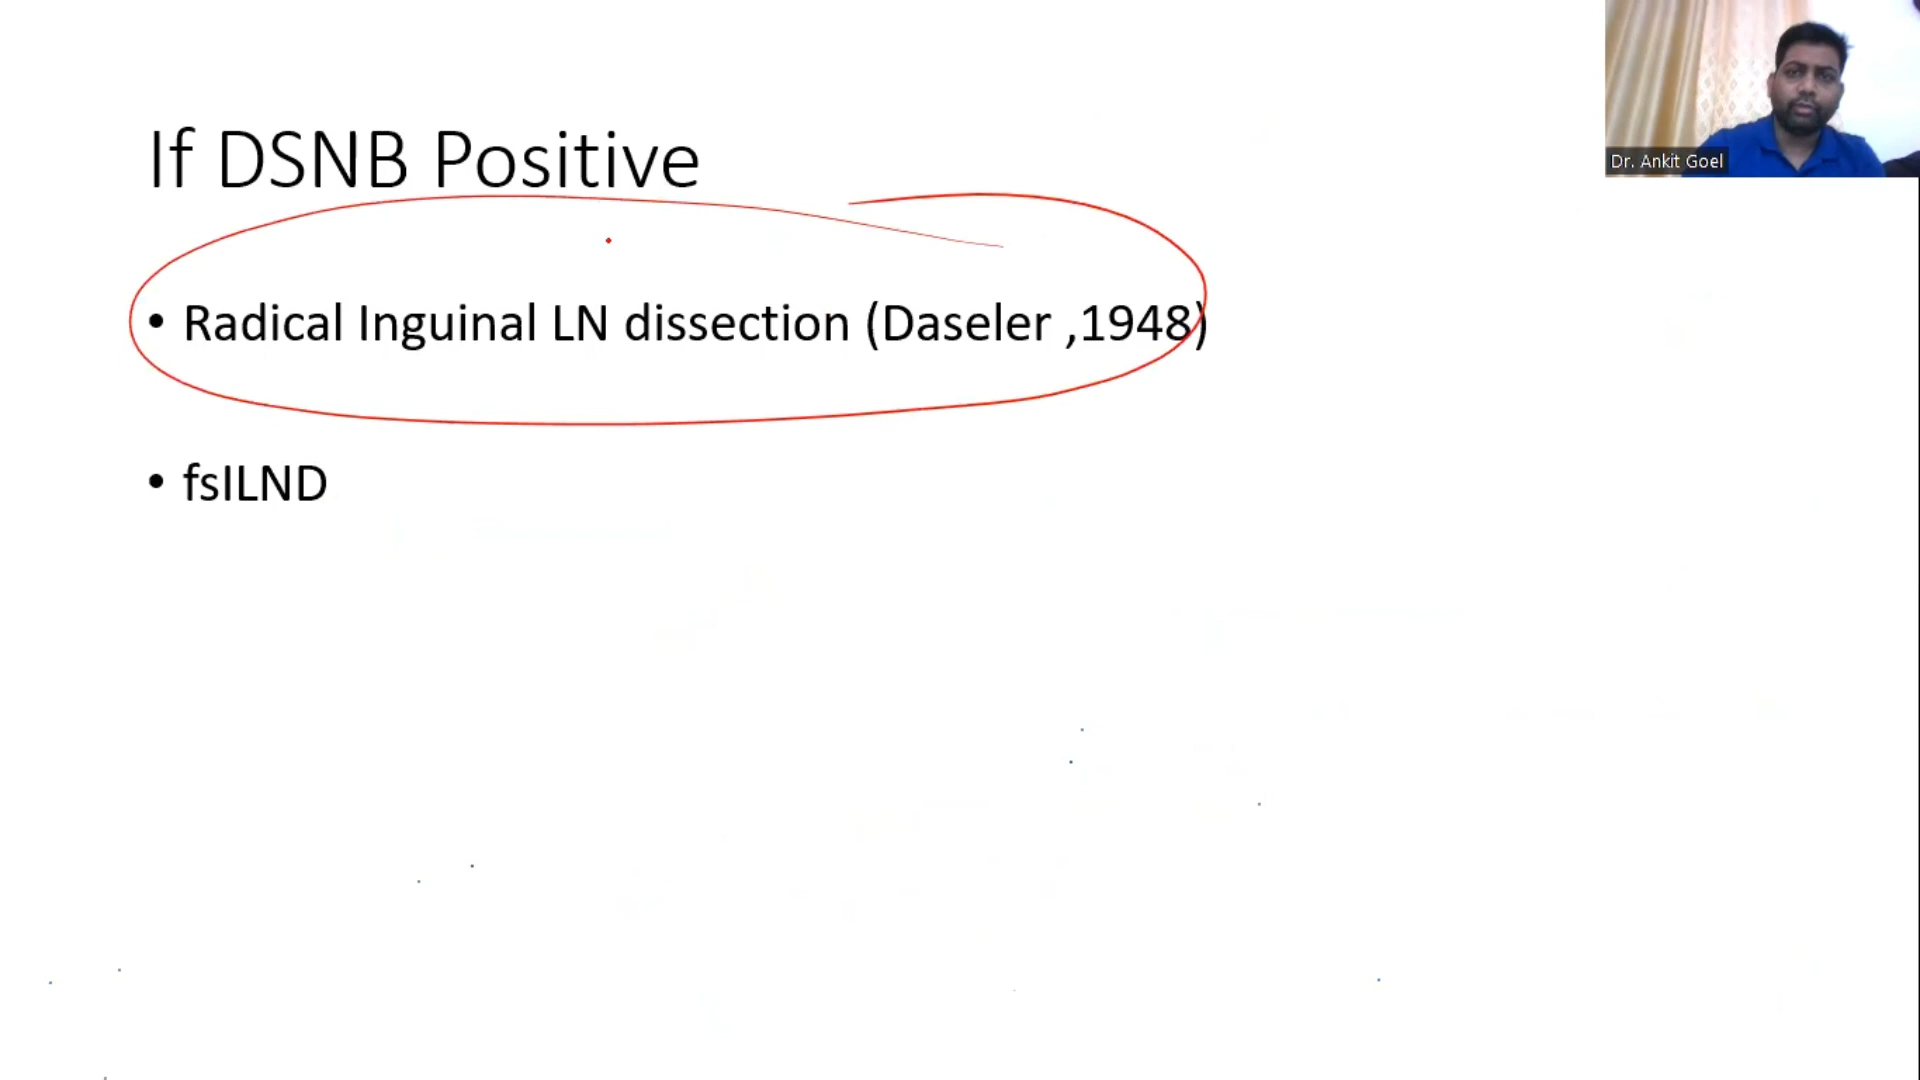 Dr. Ankit Goel
If DSNB Positive
• Radical Inguinal LN dissection (Daseler ,1948)
• fsILND